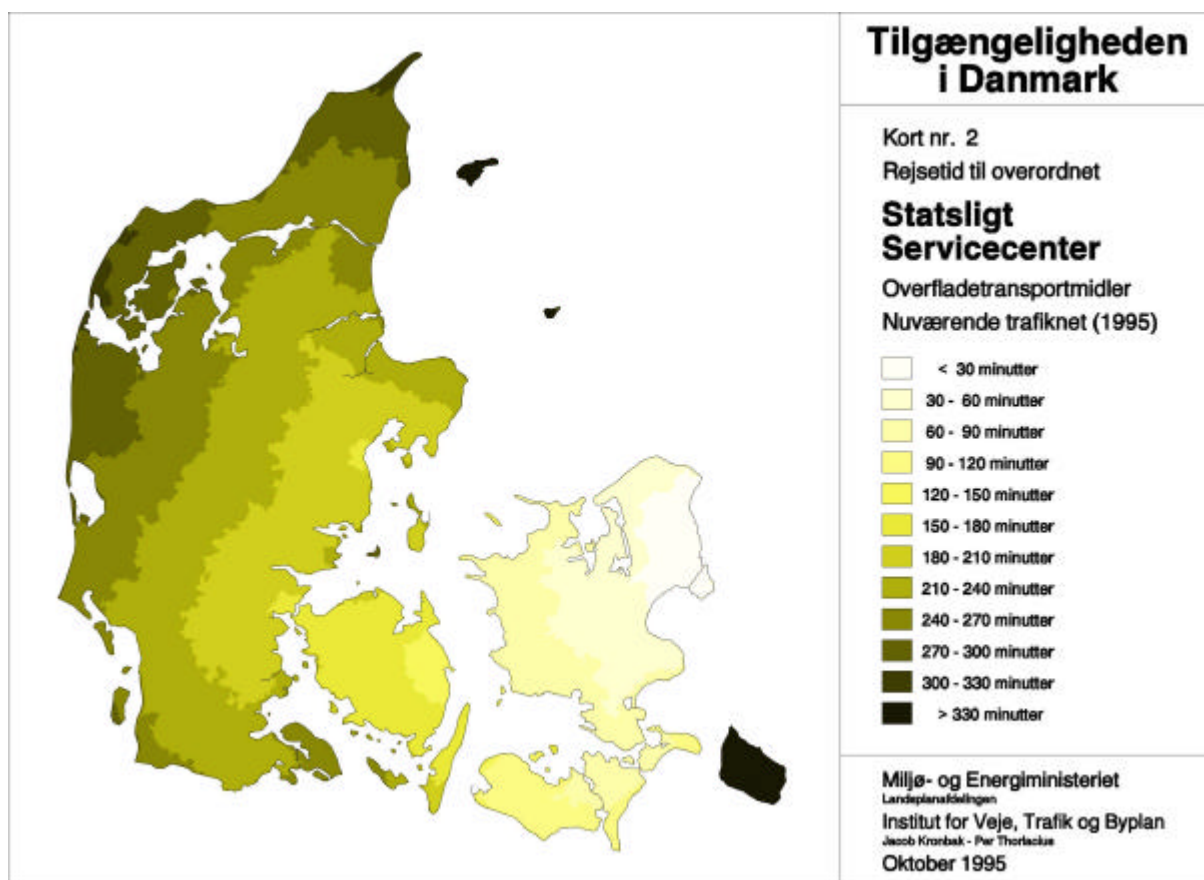 Tilgængeligheden
i Danmark
Kort nr. 2
Rejsetid til overordnet
Statsligt
Servicecenter
Overfladetransportmidler
Nuværende trafiknet (1995)
< 30 minutter
30 - 60 minutter
60 - 90 minutter
90 - 120 minutter
120 - 150 minutter
150 - 180 minutter
180 - 210 minutter
210 - 240 minutter
240 - 270 minutter
270 - 300 minutter
300 - 330 minutter
> 330 minutter
Miljø- og Energiministeriet
Landsplanafdelingen
Institut for Veje, Trafik og Byplan
Jacob Kronbak - Per Thorlacius
Oktober 1995